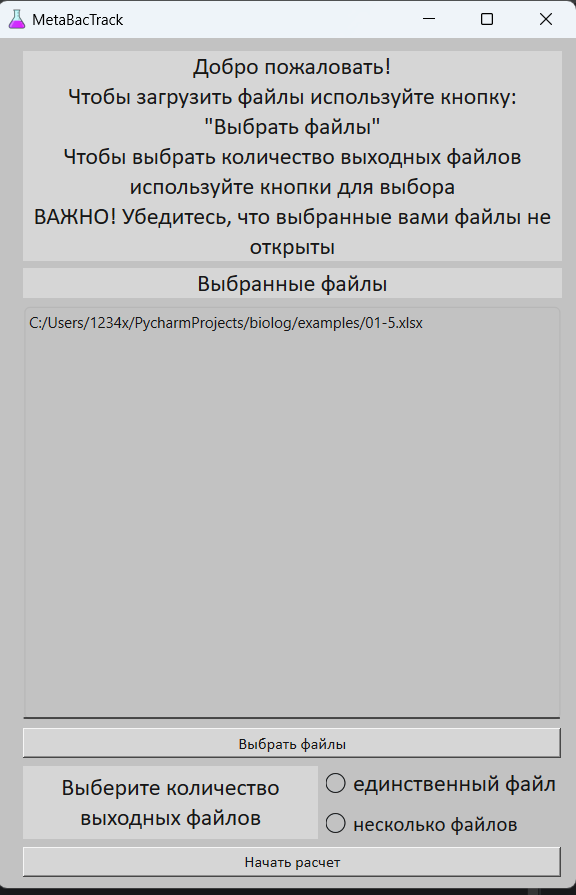 MetaBacTrack
Добро пожаловать!
Чтобы загрузить файлы используйте кнопку:
"Выбрать файлы"
Чтобы выбрать количество выходных файлов
используйте кнопки для выбора
ВАЖНО! Убедитесь, что выбранные вами файлы не
открыты
Выбранные файлы
C:/Users/1234x/PycharmProjects/biolog/examples/01-5.xlsx
Выбрать файлы
Выберите количество
выходных файлов
единственный файл
несколько файлов
Начать расчет